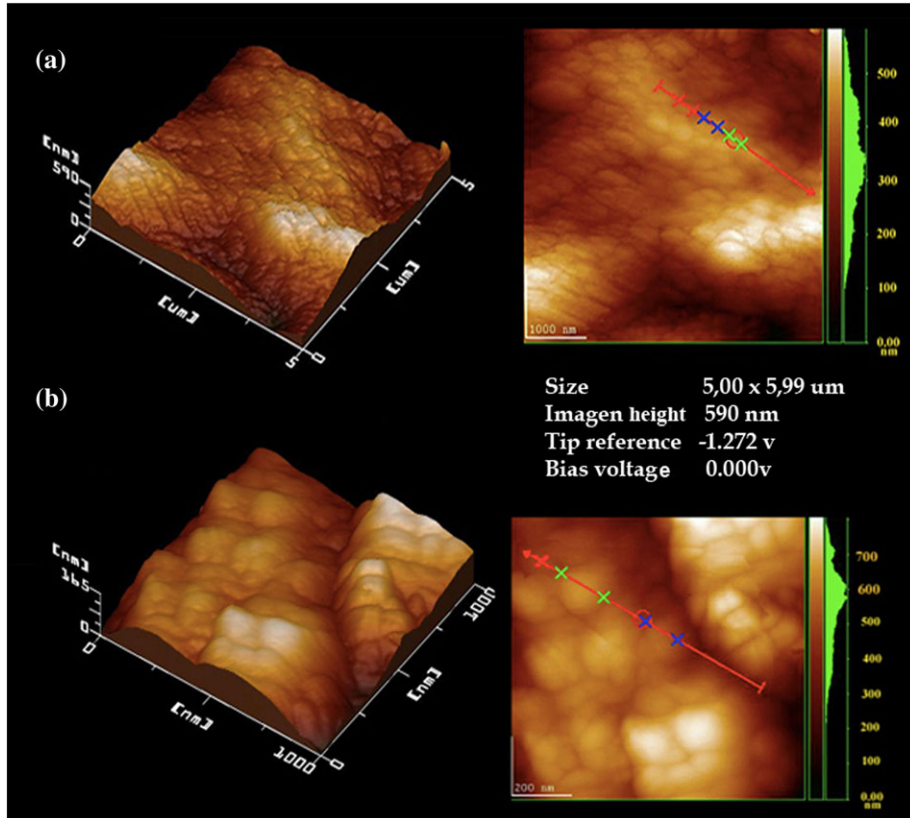 (a)
[nm]
590
0
0
[um]
5
0
[um]
5
1000 nm
500
400
300
200
100
0,00
nm
Size 5,00 x 5,99 um
Imagen height 590 nm
Tip reference -1.272 v
Bias voltage 0.000v
(b)
[nm]
165
0
0
[nm]
1000
0
[nm]
1000
200 nm
700
600
500
400
300
200
100
0,00
nm